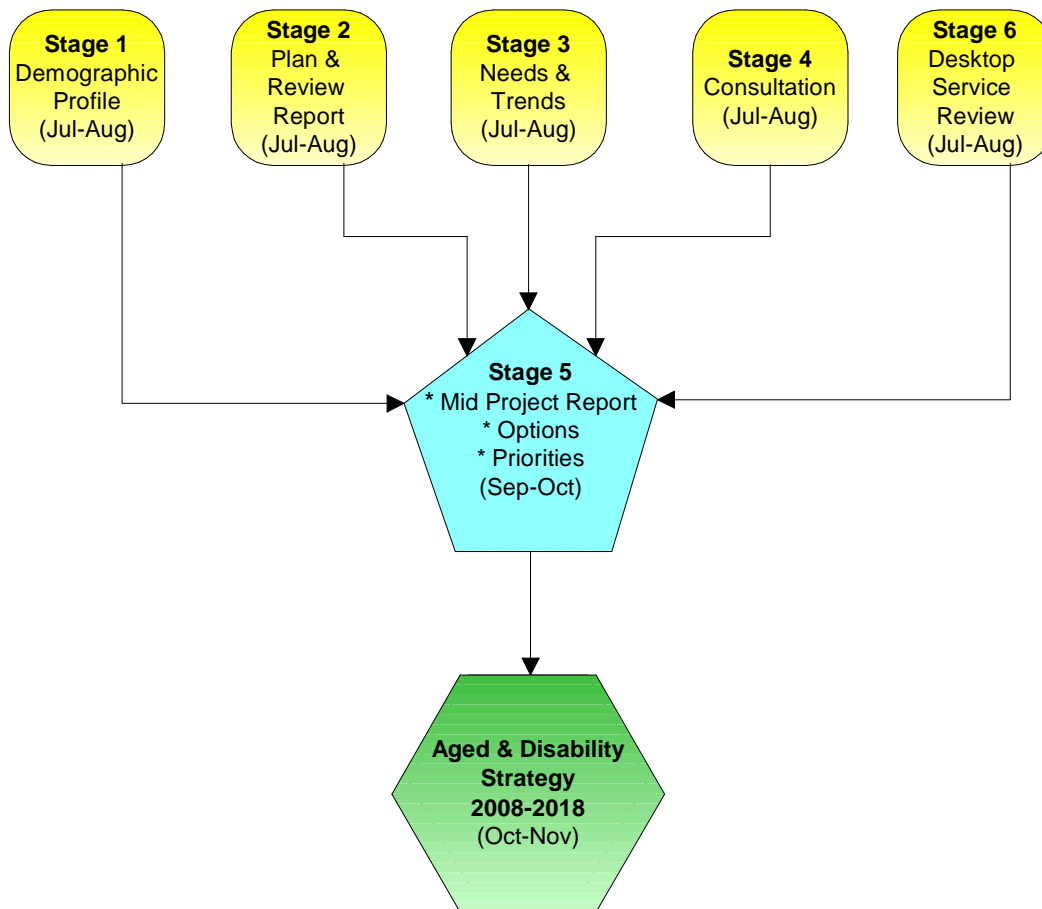 Stage 1
Demographic
Profile
(Jul-Aug)
Stage 2
Plan &
Review
Report
(Jul-Aug)
Stage 3
Needs &
Trends
(Jul-Aug)
Stage 4
Consultation
(Jul-Aug)
Stage 6
Desktop
Service
Review
(Jul-Aug)
Stage 5
* Mid Project Report
* Options
* Priorities
(Sep-Oct)
Aged & Disability
Strategy
2008-2018
(Oct-Nov)